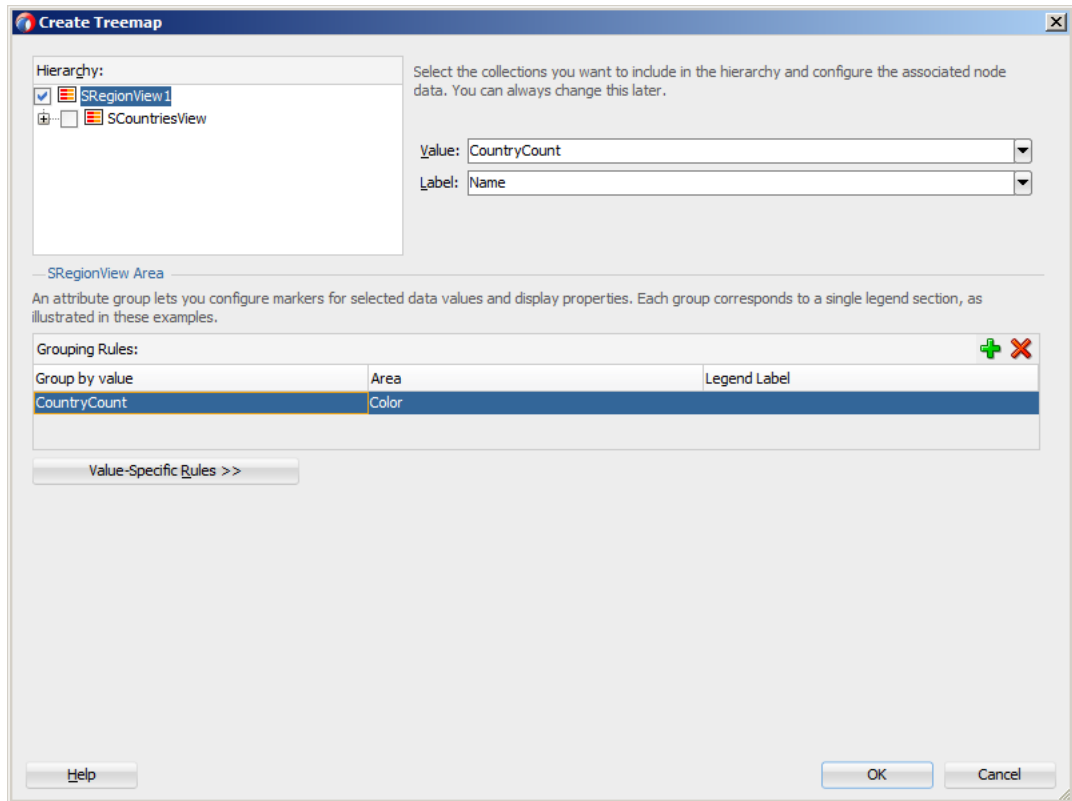 Create Treemap
Hierarchy:
SRegionView1
SCountriesView
Select the collections you want to include in the hierarchy and configure the associated node
data. You can always change this later.
Value: CountryCount
Label: Name
SRegionView Area
An attribute group lets you configure markers for selected data values and display properties. Each group corresponds to a single legend section, as
illustrated in these examples.
Grouping Rules:
Group by value Area Legend Label
CountryCount Color
Value-Specific Rules >>
Help OK Cancel